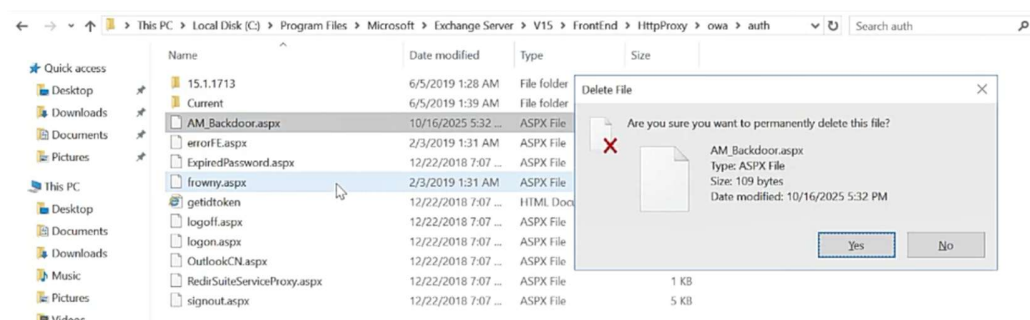 This PC > Local Disk (C:) > Program Files > Microsoft > Exchange Server > V15 > FrontEnd > HttpProxy > owa > auth
Search auth
Name Date modified Type Size
Quick access
Desktop
Downloads
Documents
Pictures
This PC
Desktop
Documents
Downloads
Music
Pictures
Videos
15.1.1713 6/5/2019 1:28 AM File folder
Current 6/5/2019 1:39 AM File folder
AM_Backdoor.aspx 10/16/2025 5:32 ... ASPX File
errorFE.aspx 2/3/2019 1:31 AM ASPX File
ExpiredPassword.aspx 12/22/2018 7:07 ... ASPX File
frowny.aspx 2/3/2019 1:31 AM ASPX File
getidtoken 12/22/2018 7:07 ... HTML Docu
logoff.aspx 12/22/2018 7:07 ... ASPX File
logon.aspx 12/22/2018 7:07 ... ASPX File
OutlookCN.aspx 12/22/2018 7:07 ... ASPX File
RedirSuiteServiceProxy.aspx 12/22/2018 7:07 ... ASPX File 1 KB
signout.aspx 12/22/2018 7:07 ... ASPX File 5 KB
Delete File
Are you sure you want to permanently delete this file?
AM_Backdoor.aspx
Type: ASPX File
Size: 109 bytes
Date modified: 10/16/2025 5:32 PM
Yes No